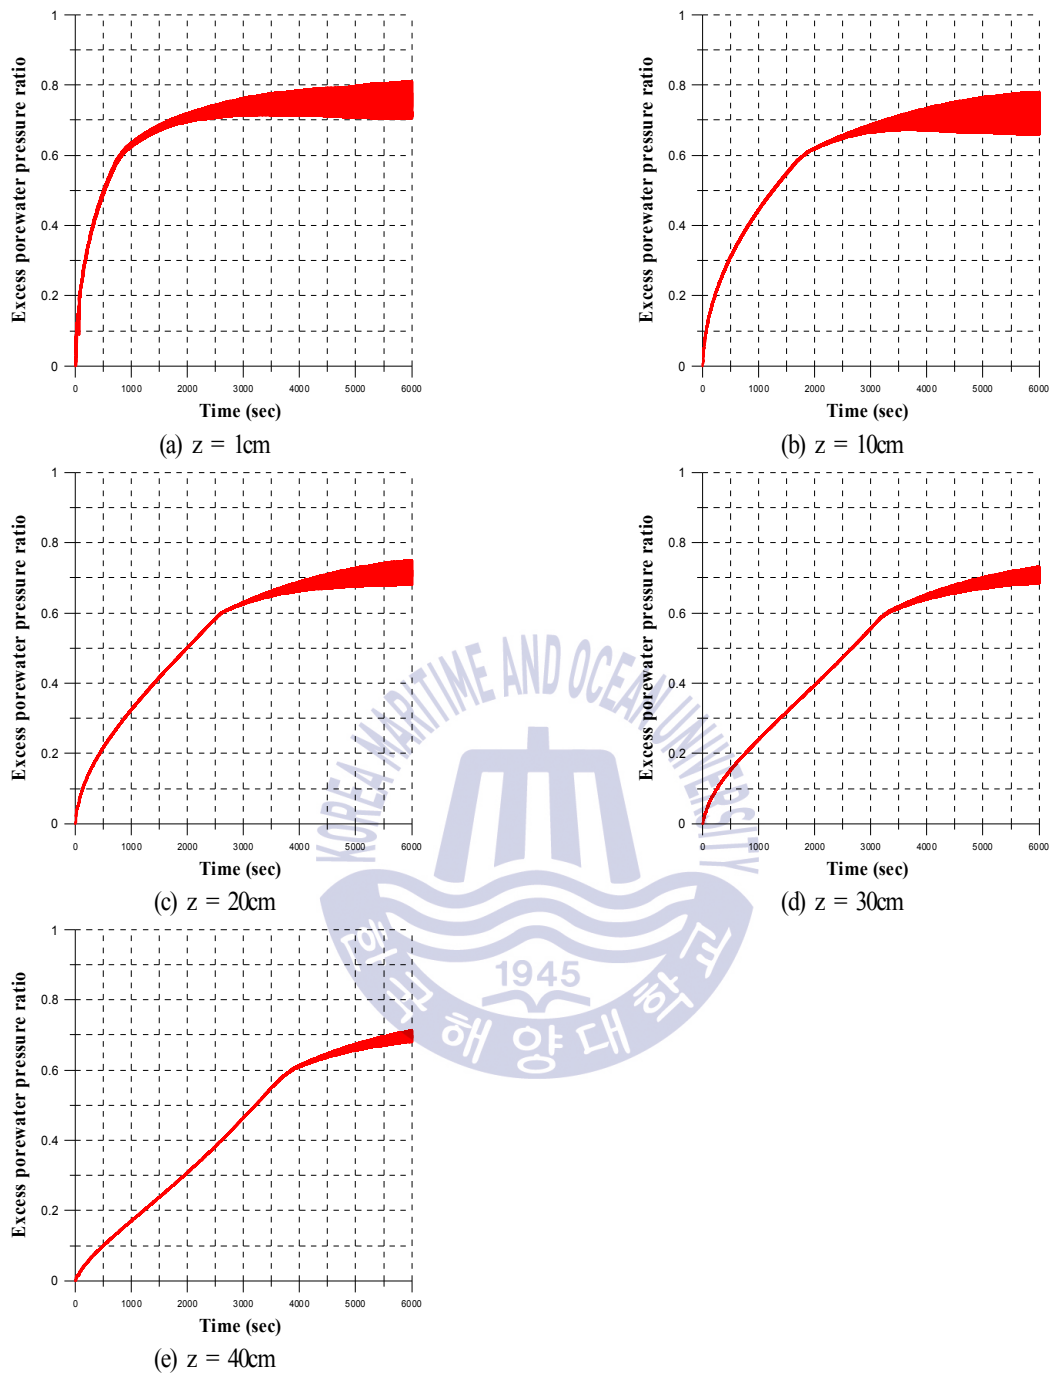 1
0.8
0.6
0.4
0.2
0
Excess porewater pressure ratio
0 1000 2000 3000 4000 5000 6000
Time (sec)
(a) z = 1cm
1
0.8
0.6
0.4
0.2
0
Excess porewater pressure ratio
0 1000 2000 3000 4000 5000 6000
Time (sec)
(b) z = 10cm
1
0.8
0.6
0.4
0.2
0
Excess porewater pressure ratio
0 1000 2000 3000 4000 5000 6000
Time (sec)
(c) z = 20cm
1
0.8
0.6
0.4
0.2
0
Excess porewater pressure ratio
0 1000 2000 3000 4000 5000 6000
Time (sec)
(d) z = 30cm
1
0.8
0.6
0.4
0.2
0
Excess porewater pressure ratio
0 1000 2000 3000 4000 5000 6000
Time (sec)
(e) z = 40cm
KOREA MARITIME AND OCEAN UNIVERSITY
1945
한국해양대학교